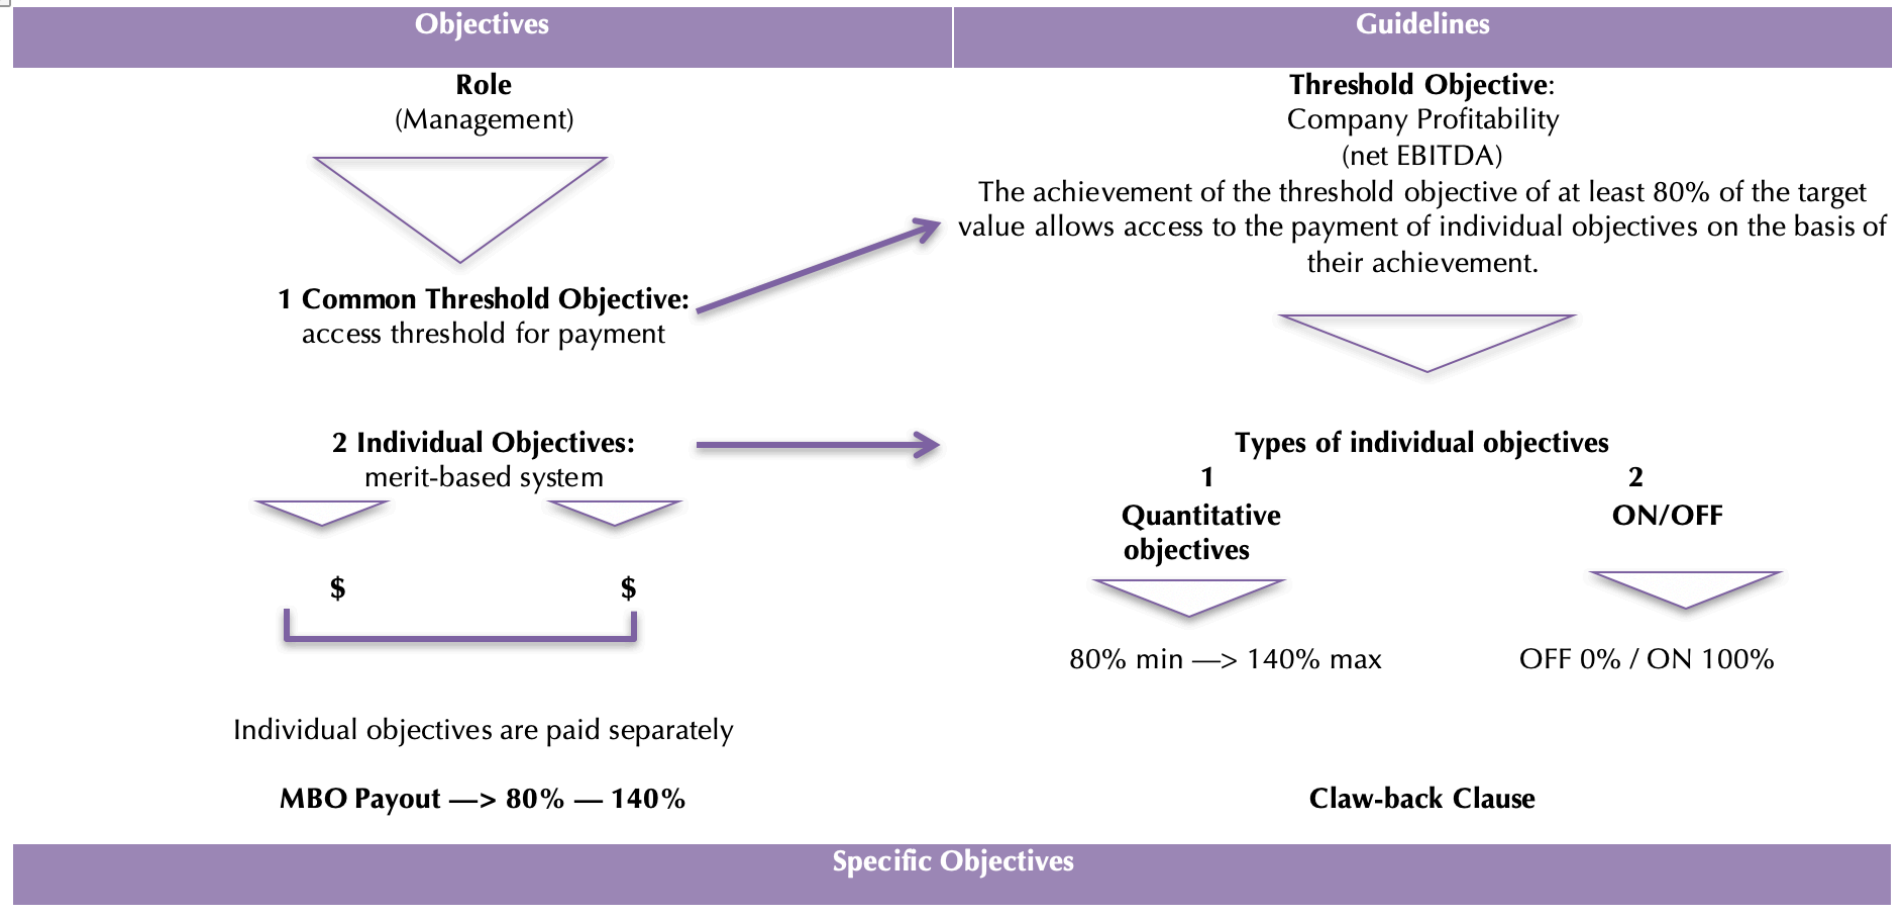 Objectives
Guidelines
Role
(Management)
1 Common Threshold Objective:
access threshold for payment
2 Individual Objectives:
merit-based system
$ $
Individual objectives are paid separately
MBO Payout —> 80% — 140%
Threshold Objective:
Company Profitability
(net EBITDA)
The achievement of the threshold objective of at least 80% of the target
value allows access to the payment of individual objectives on the basis of
their achievement.
Types of individual objectives
1 2
Quantitative ON/OFF
objectives
80% min —> 140% max OFF 0% / ON 100%
Claw-back Clause
Specific Objectives